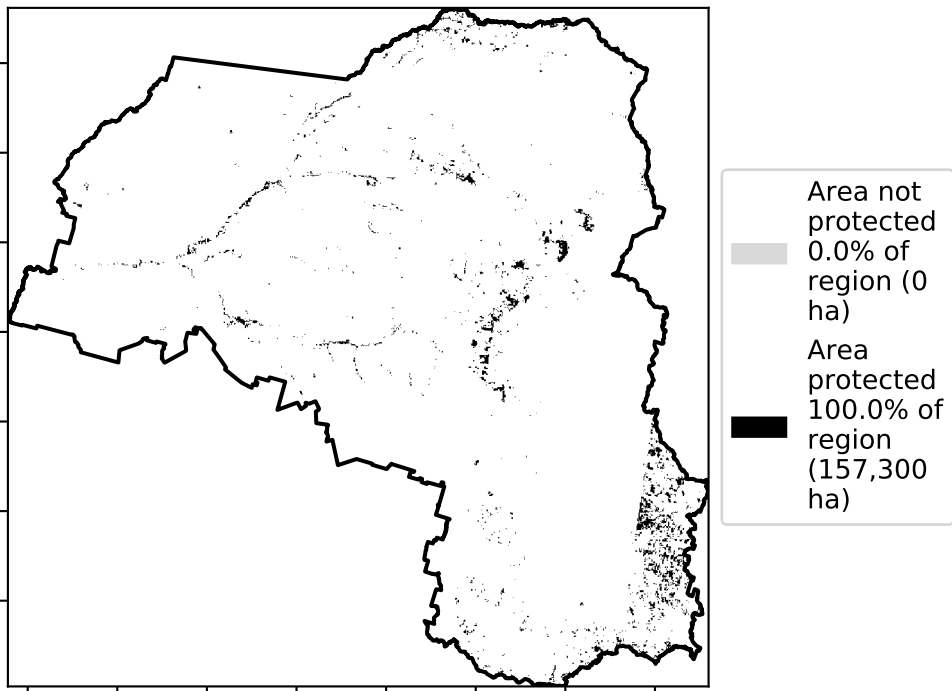 Area not
protected
0.0% of
region (0
ha)
Area
protected
100.0% of
region
(157,300
ha)